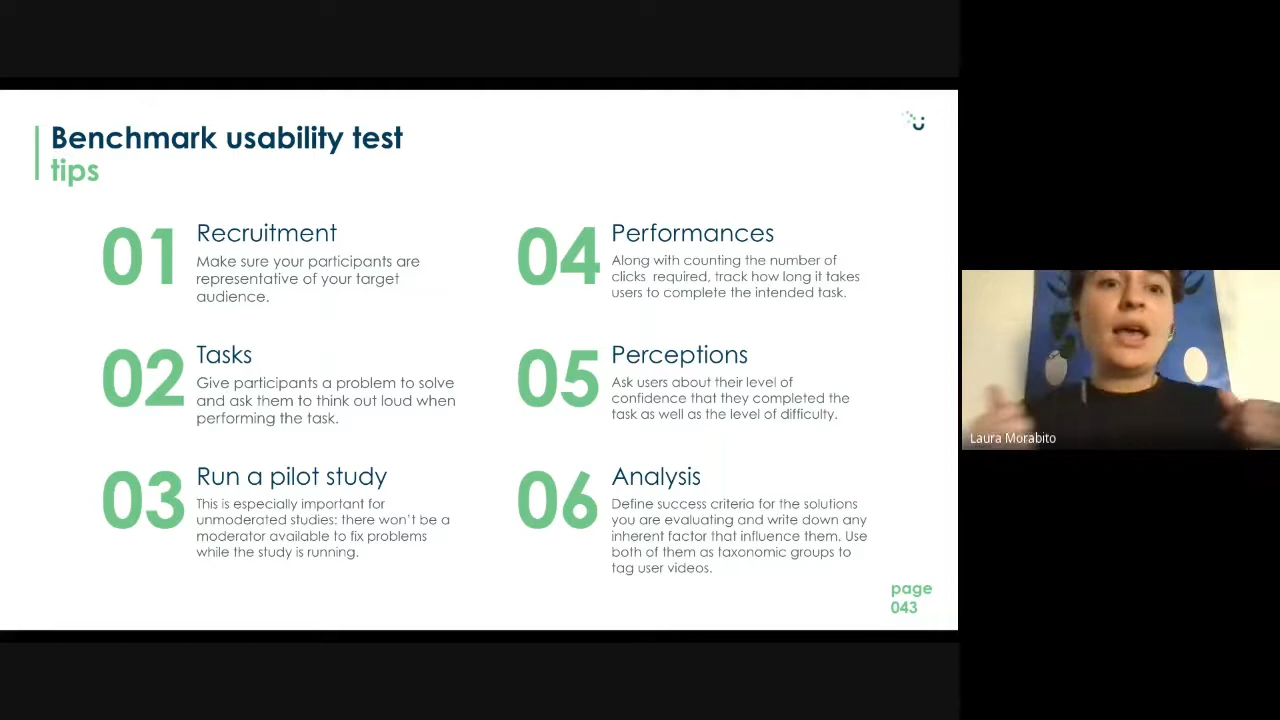 Benchmark usability test
tips
01
Recruitment
Make sure your participants are
representative of your target
audience.
02
Tasks
Give participants a problem to solve
and ask them to think out loud when
performing the task.
03
Run a pilot study
This is especially important for
unmoderated studies: there won't be a
moderator available to fix problems
while the study is running.
04
Performances
Along with counting the number of
clicks required, track how long it takes
users to complete the intended task.
05
Perceptions
Ask users about their level of
confidence that they completed the
task as well as the level of difficulty.
06
Analysis
Define success criteria for the solutions
you are evaluating and write down any
inherent factor that influence them. Use
both of them as taxonomic groups to
tag user videos.
page
043
Laura Morabito